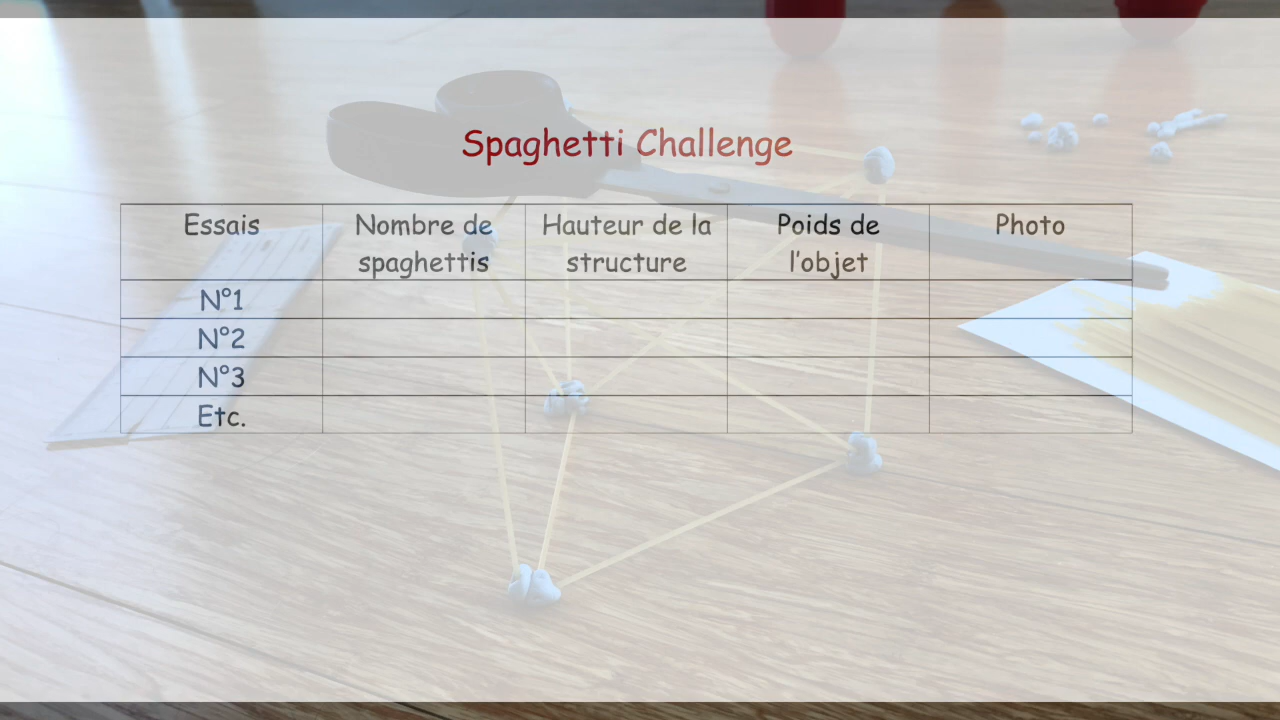 Spaghetti Challenge
Essais
Nombre de
spaghettis
Hauteur de la
structure
Poids de
l'objet
Photo
N°1
N°2
N°3
Etc.